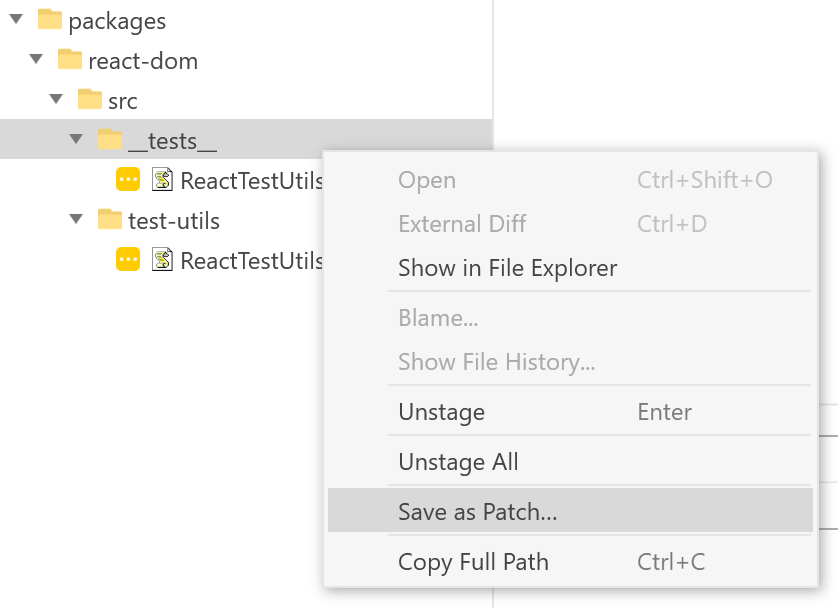 packages
react-dom
src
__tests__
ReactTestUtils
test-utils
ReactTestUtils
Open Ctrl+Shift+O
External Diff Ctrl+D
Show in File Explorer
Blame...
Show File History...
Unstage Enter
Unstage All
Save as Patch...
Copy Full Path Ctrl+C